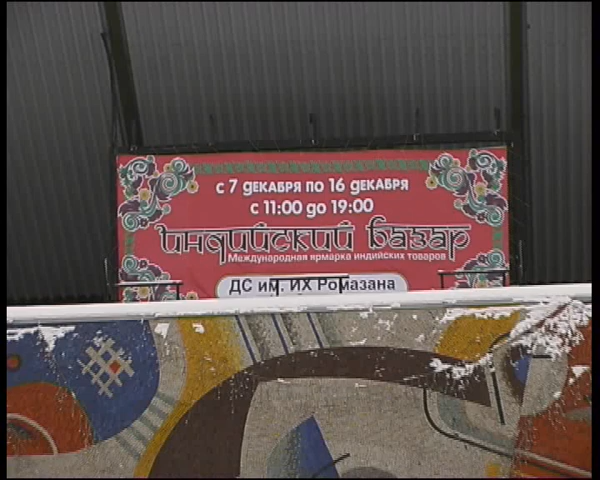 с 7 декабря по 16 декабря
с 11:00 до 19:00
индийский базар
Международная ярмарка индийских товаров
ДС им. ИХ Ромазана